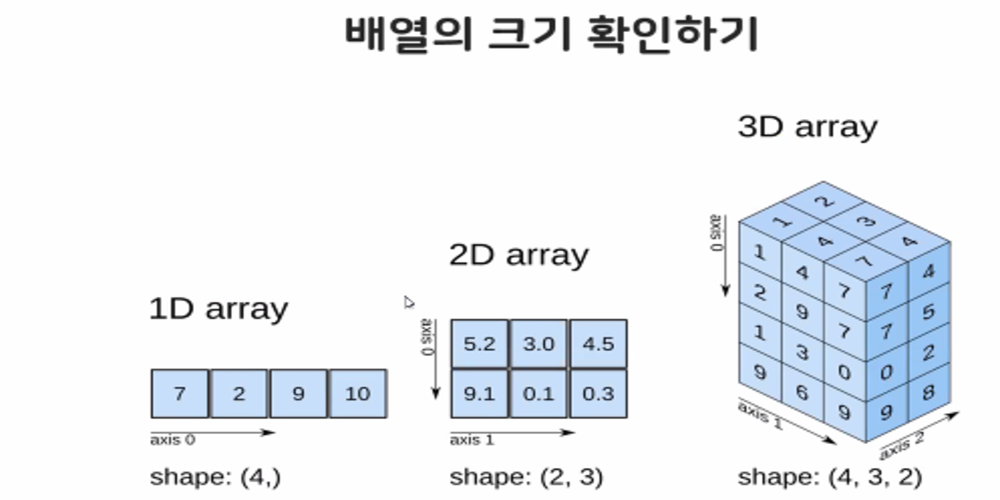 배열의 크기 확인하기
3D array
2D array
1D array
axis 0
axis 0
1 2
4 3
7 4
1 4 7 7 4
2 9 7 7 5
1 3 0 0 2
9 6 9 9 8
5.2 3.0 4.5
9.1 0.1 0.3
7 2 9 10
axis 0
axis 1
axis 1
axis 2
shape: (4,)
shape: (2, 3)
shape: (4, 3, 2)